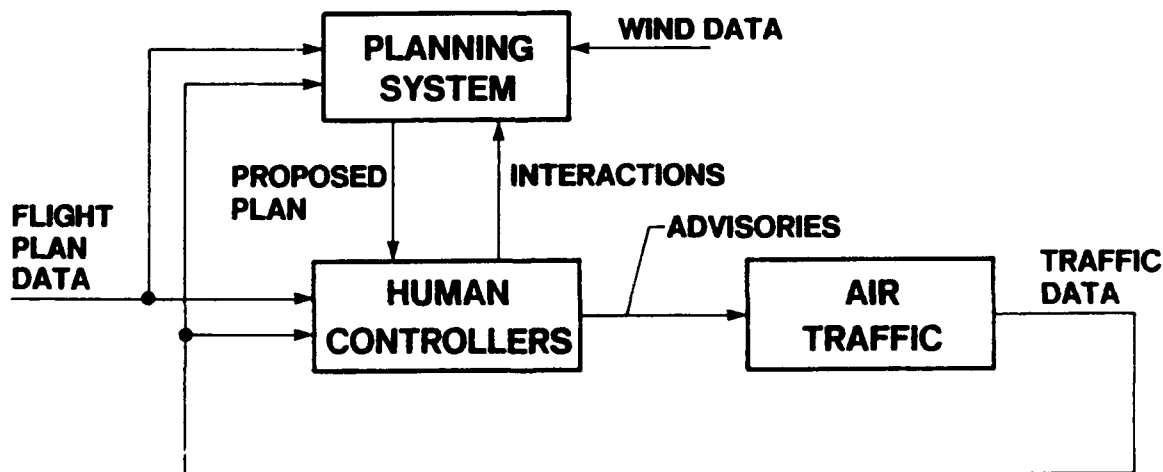 WIND DATA
PLANNING
SYSTEM
PROPOSED
PLAN
INTERACTIONS
FLIGHT
PLAN
DATA
ADVISORIES
HUMAN
CONTROLLERS
AIR
TRAFFIC
TRAFFIC
DATA